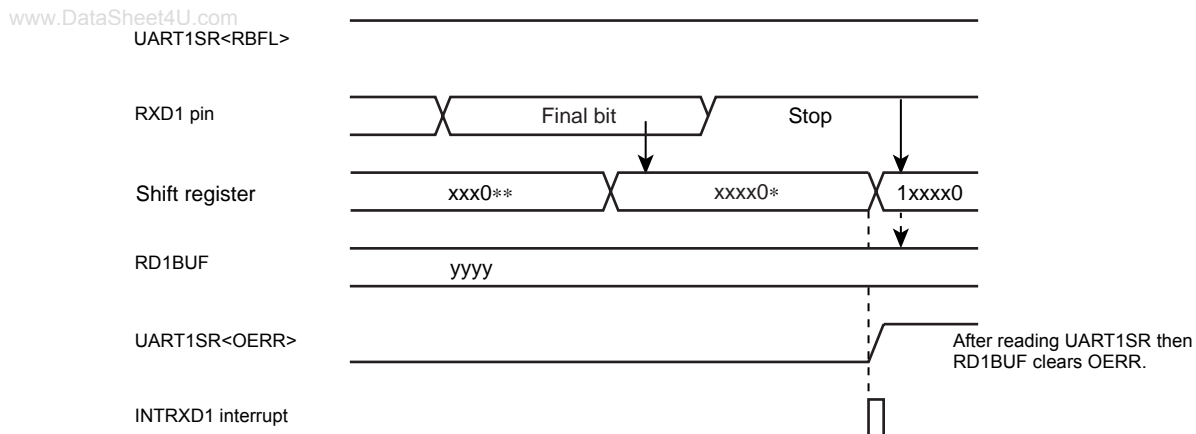 www.DataSheet4U.com
UART1SR<RBFL>
RXD1 pin
Final bit
Stop
Shift register
xxx0**
xxxx0*
1xxxx0
RD1BUF
yyyy
UART1SR<OERR>
After reading UART1SR then
RD1BUF clears OERR.
INTRXD1 interrupt